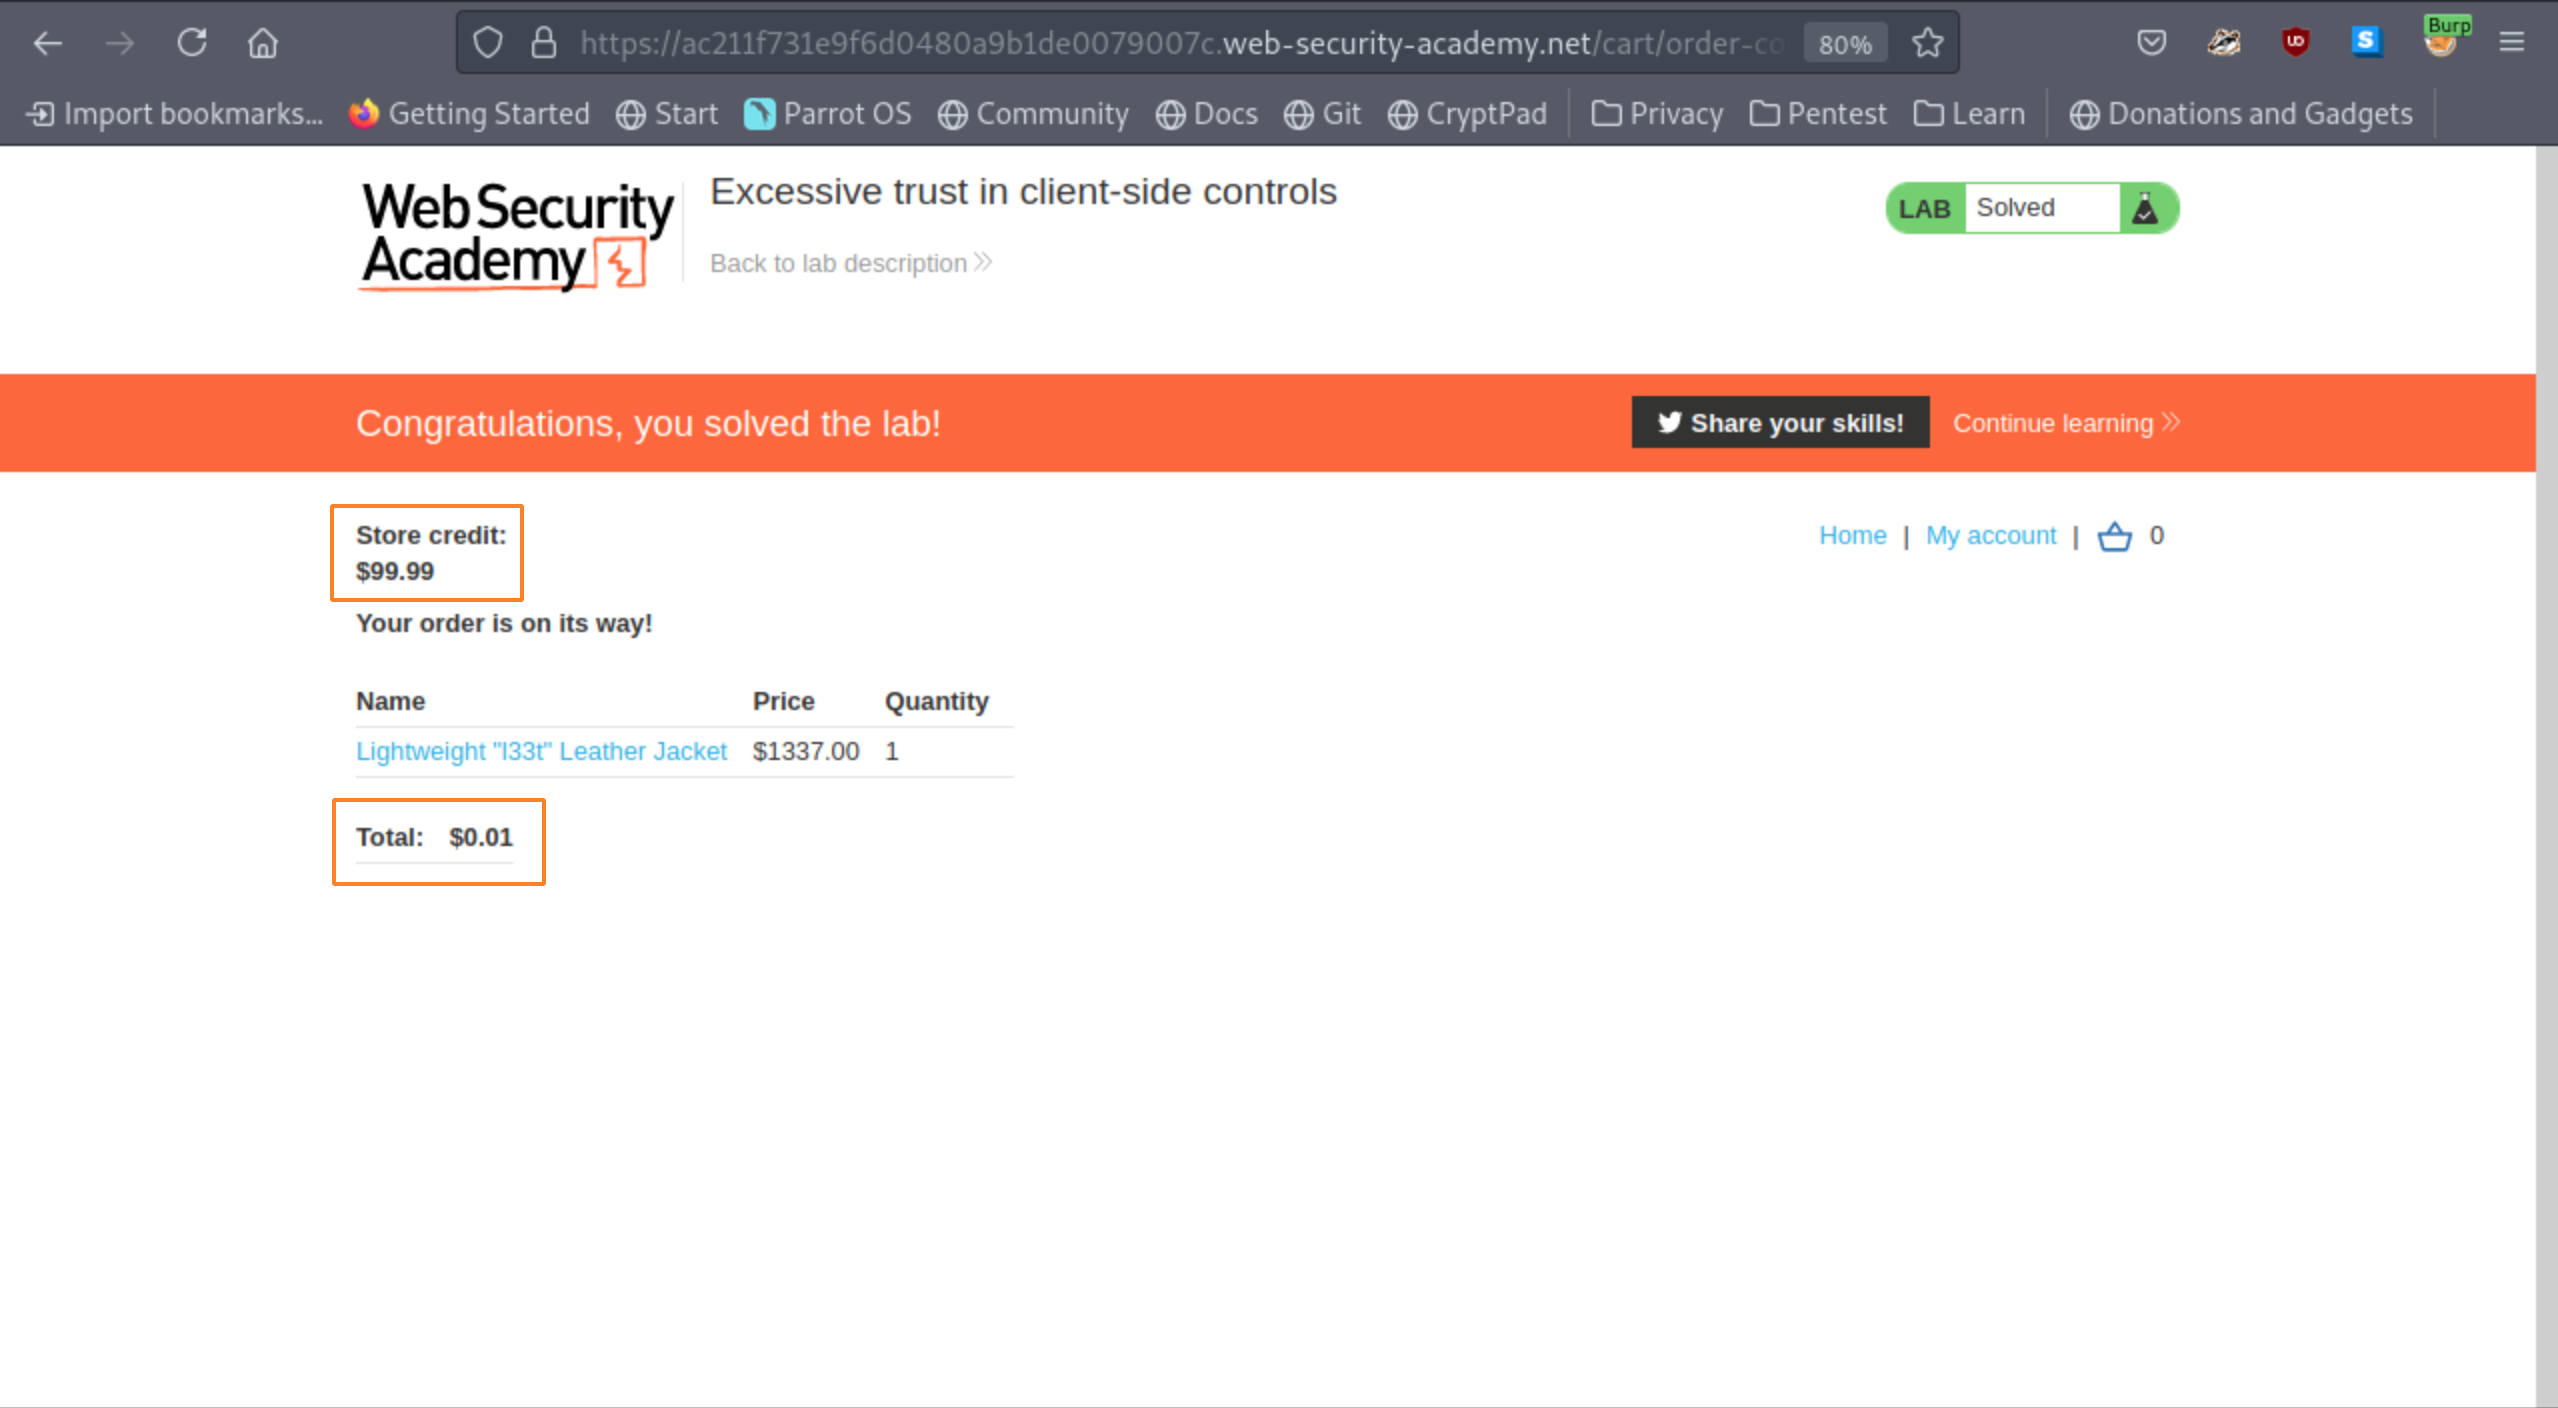 Burp
https://ac211f731e9f6d0480a9b1de0079007c.web-security-academy.net/cart/order-co 80%
Import bookmarks... Getting Started Start Parrot OS Community Docs Git CryptPad Privacy Pentest Learn Donations and Gadgets
Web Security
Academy
Excessive trust in client-side controls
Back to lab description
LAB Solved
Congratulations, you solved the lab!
Share your skills! Continue learning
Store credit:
$99.99
Home | My account | 0
Your order is on its way!
Name Price Quantity
Lightweight "l33t" Leather Jacket $1337.00 1
Total: $0.01